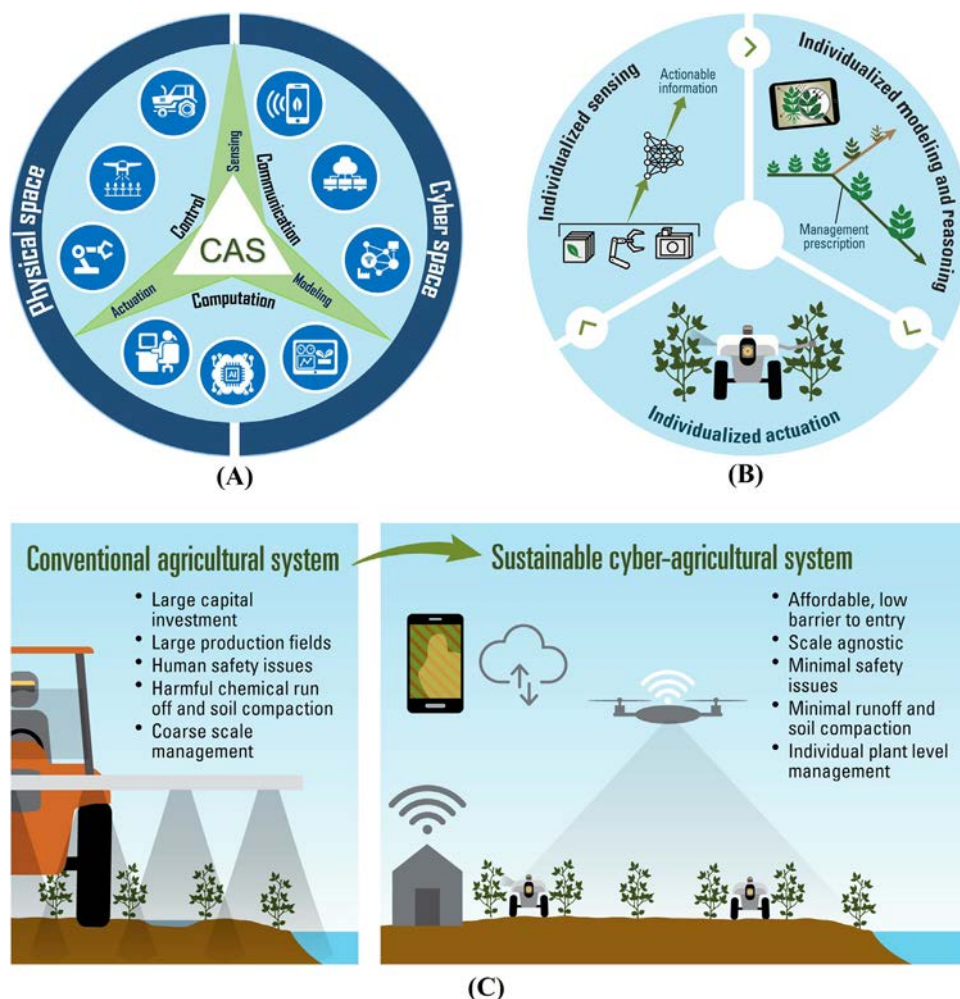 Physical space
Cyber space
Sensing
Control
Communication
CAS
Actuation
Computation
Modeling
AI
(A)
Individualized sensing
Actionable
information
Individualized modeling and reasoning
Management
prescription
Individualized actuation
(B)
Conventional agricultural system
• Large capital
investment
• Large production fields
• Human safety issues
• Harmful chemical run
off and soil compaction
• Coarse scale
management
Sustainable cyber-agricultural system
• Affordable, low
barrier to entry
• Scale agnostic
• Minimal safety
issues
• Minimal runoff and
soil compaction
• Individual plant level
management
(C)